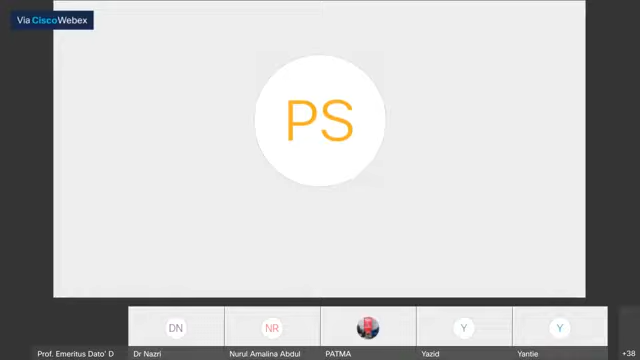 Via CiscoWebex
PS
DN
NR
Y
Y
Prof. Emeritus Dato' D
Dr Nazri
Nurul Amalina Abdul
PATMA
Yazid
Yantie
+38